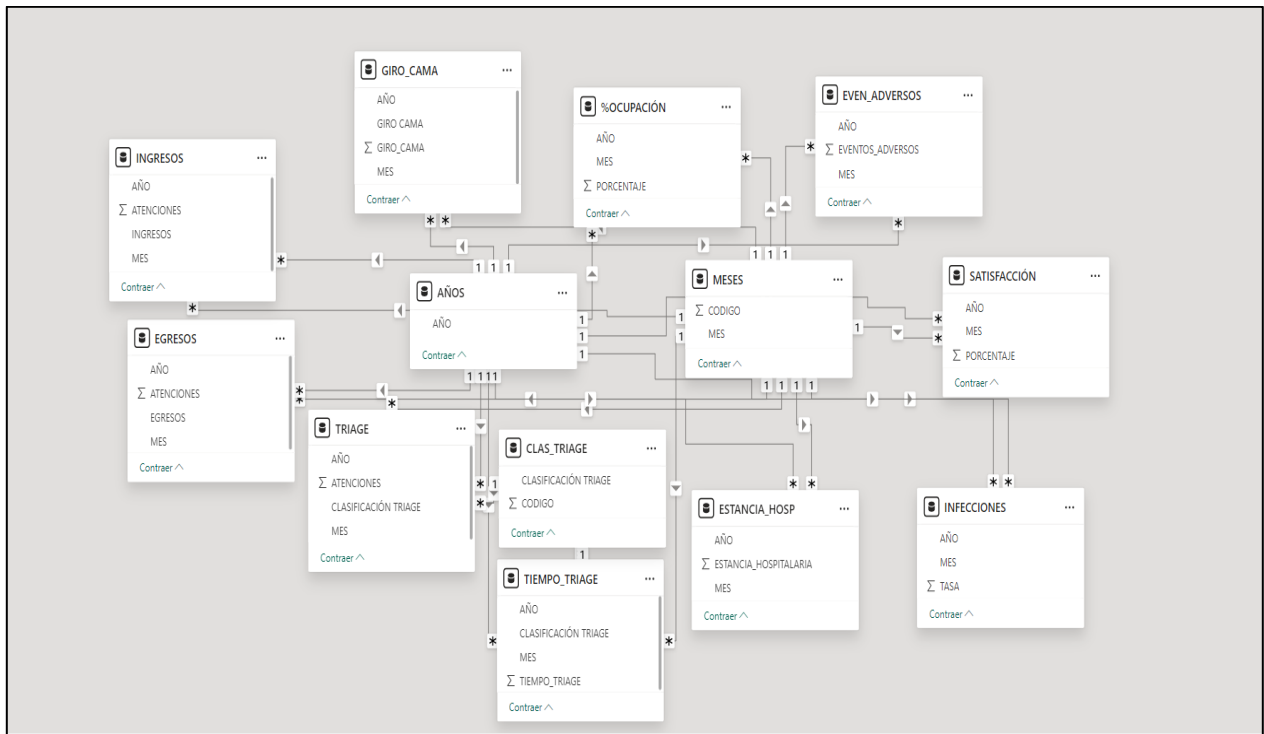 GIRO_CAMA
AÑO
GIRO CAMA
Σ GIRO_CAMA
MES
Contraer
%OCUPACIÓN
AÑO
MES
Σ PORCENTAJE
Contraer
EVEN_ADVERSOS
AÑO
Σ EVENTOS_ADVERSOS
MES
Contraer
INGRESOS
AÑO
Σ ATENCIONES
INGRESOS
MES
Contraer
AÑOS
AÑO
Contraer
MESES
Σ CODIGO
MES
Contraer
SATISFACCIÓN
AÑO
MES
Σ PORCENTAJE
Contraer
EGRESOS
AÑO
Σ ATENCIONES
EGRESOS
MES
Contraer
TRIAGE
AÑO
Σ ATENCIONES
CLASIFICACIÓN TRIAGE
MES
Contraer
CLAS_TRIAGE
CLASIFICACIÓN TRIAGE
Σ CODIGO
Contraer
TIEMPO_TRIAGE
AÑO
CLASIFICACIÓN TRIAGE
MES
Σ TIEMPO_TRIAGE
Contraer
ESTANCIA_HOSP
AÑO
Σ ESTANCIA_HOSPITALARIA
MES
Contraer
INFECCIONES
AÑO
MES
Σ TASA
Contraer